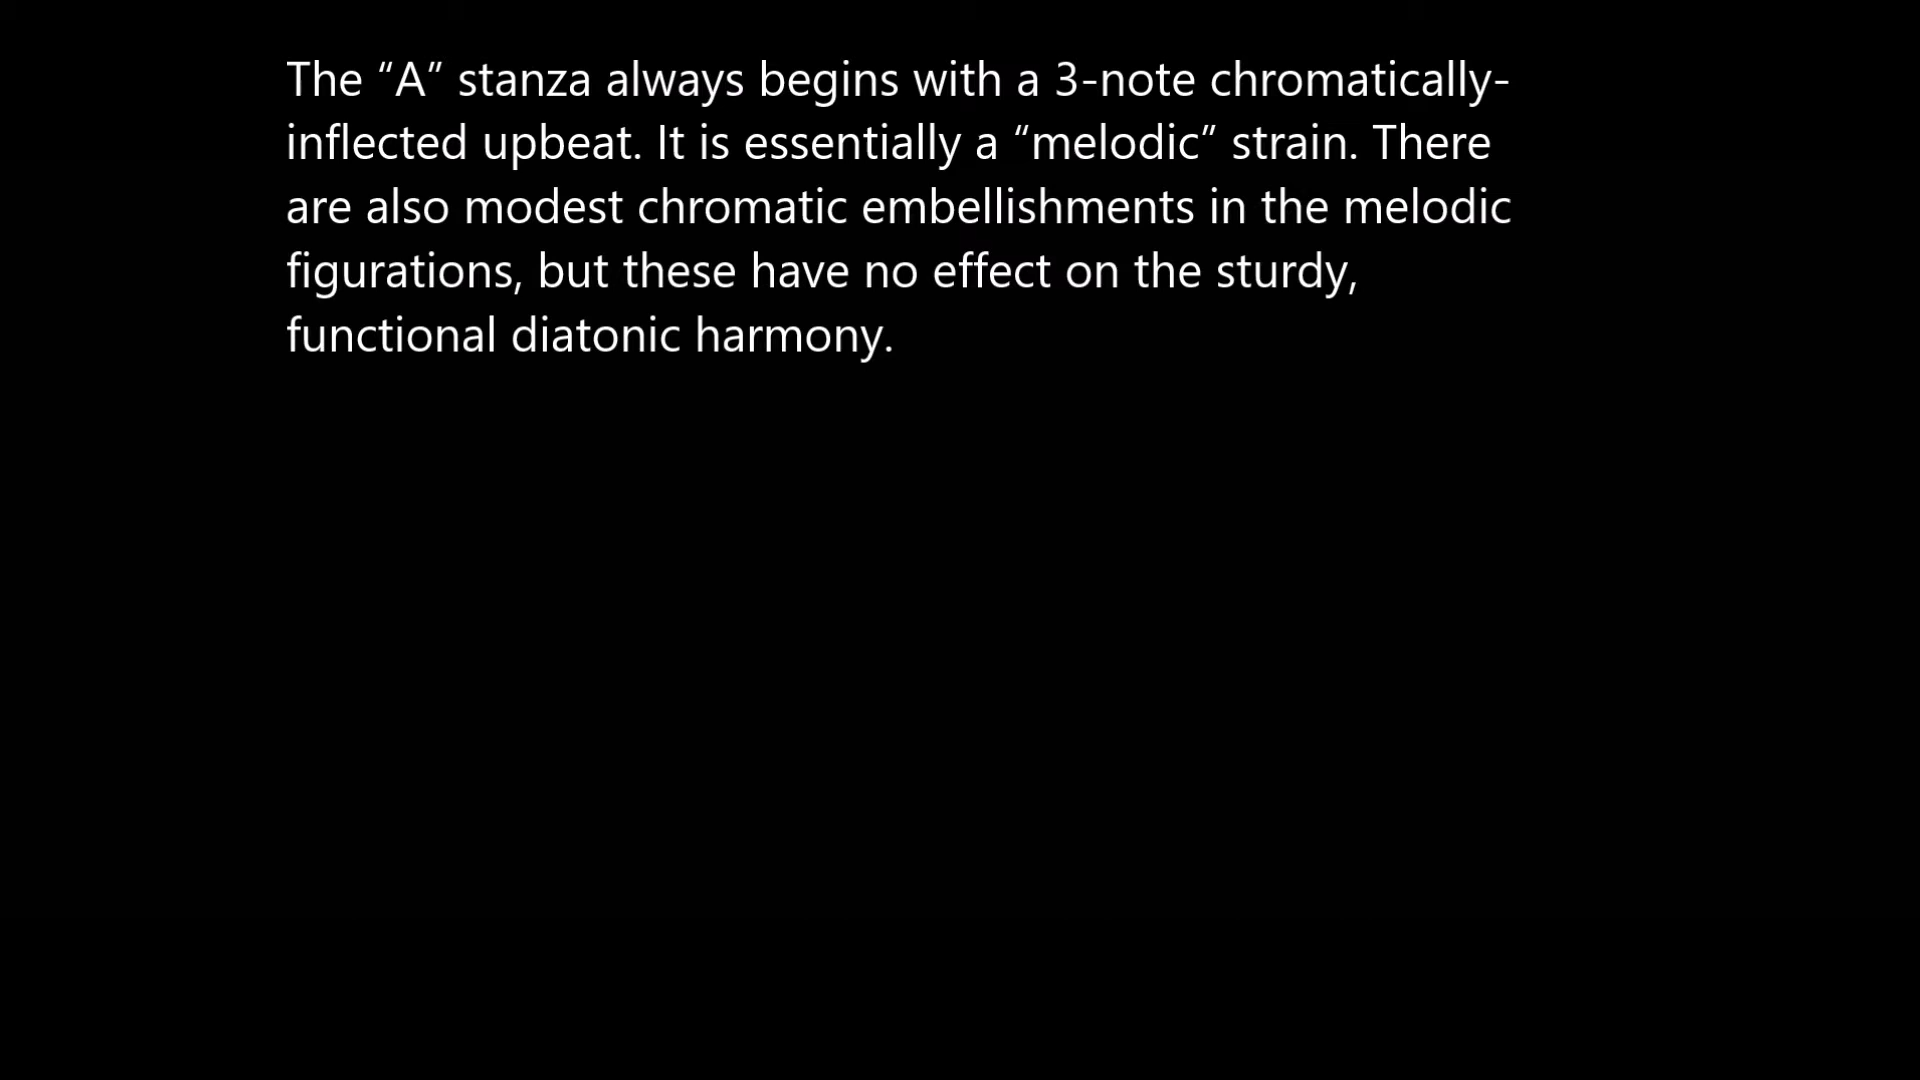 The “A” stanza always begins with a 3-note chromatically-
inflected upbeat. It is essentially a “melodic” strain. There
are also modest chromatic embellishments in the melodic
figurations, but these have no effect on the sturdy,
functional diatonic harmony.